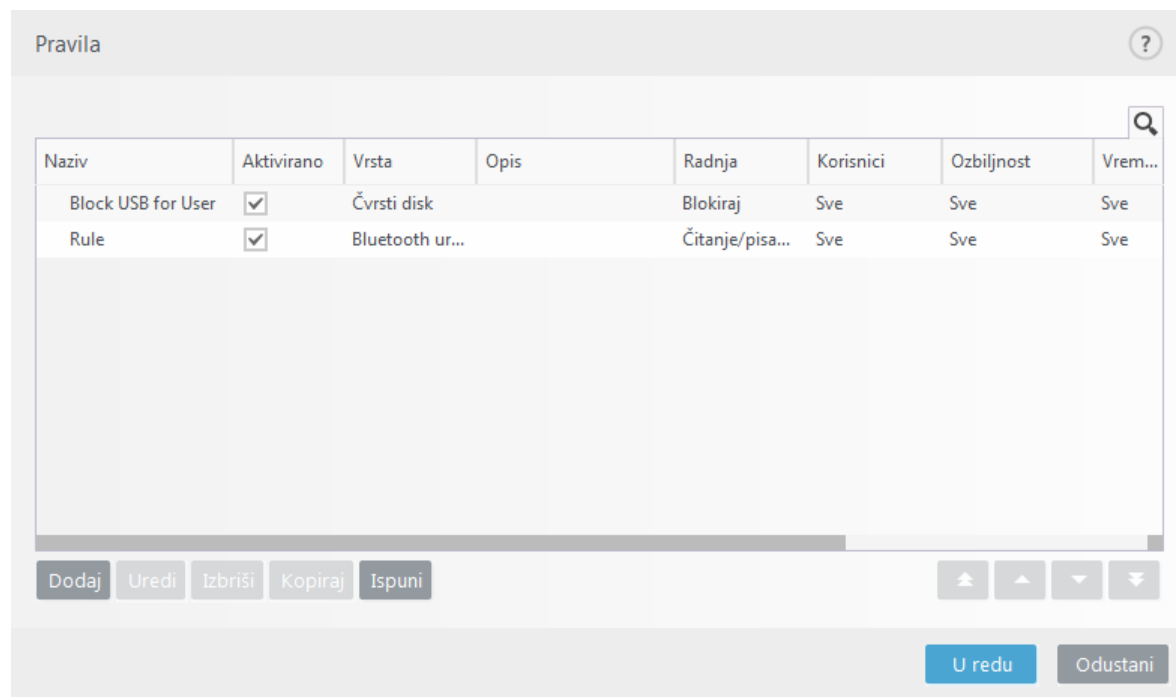 Pravila
?
Naziv Aktivirano Vrsta Opis Radnja Korisnici Ozbiljnost Vrem...
Block USB for User Čvrsti disk Blokiraj Sve Sve Sve
Rule Bluetooth ur... Čitanje/pisa... Sve Sve Sve
Dodaj Uredi Izbriši Kopiraj Ispuni
U redu Odustani